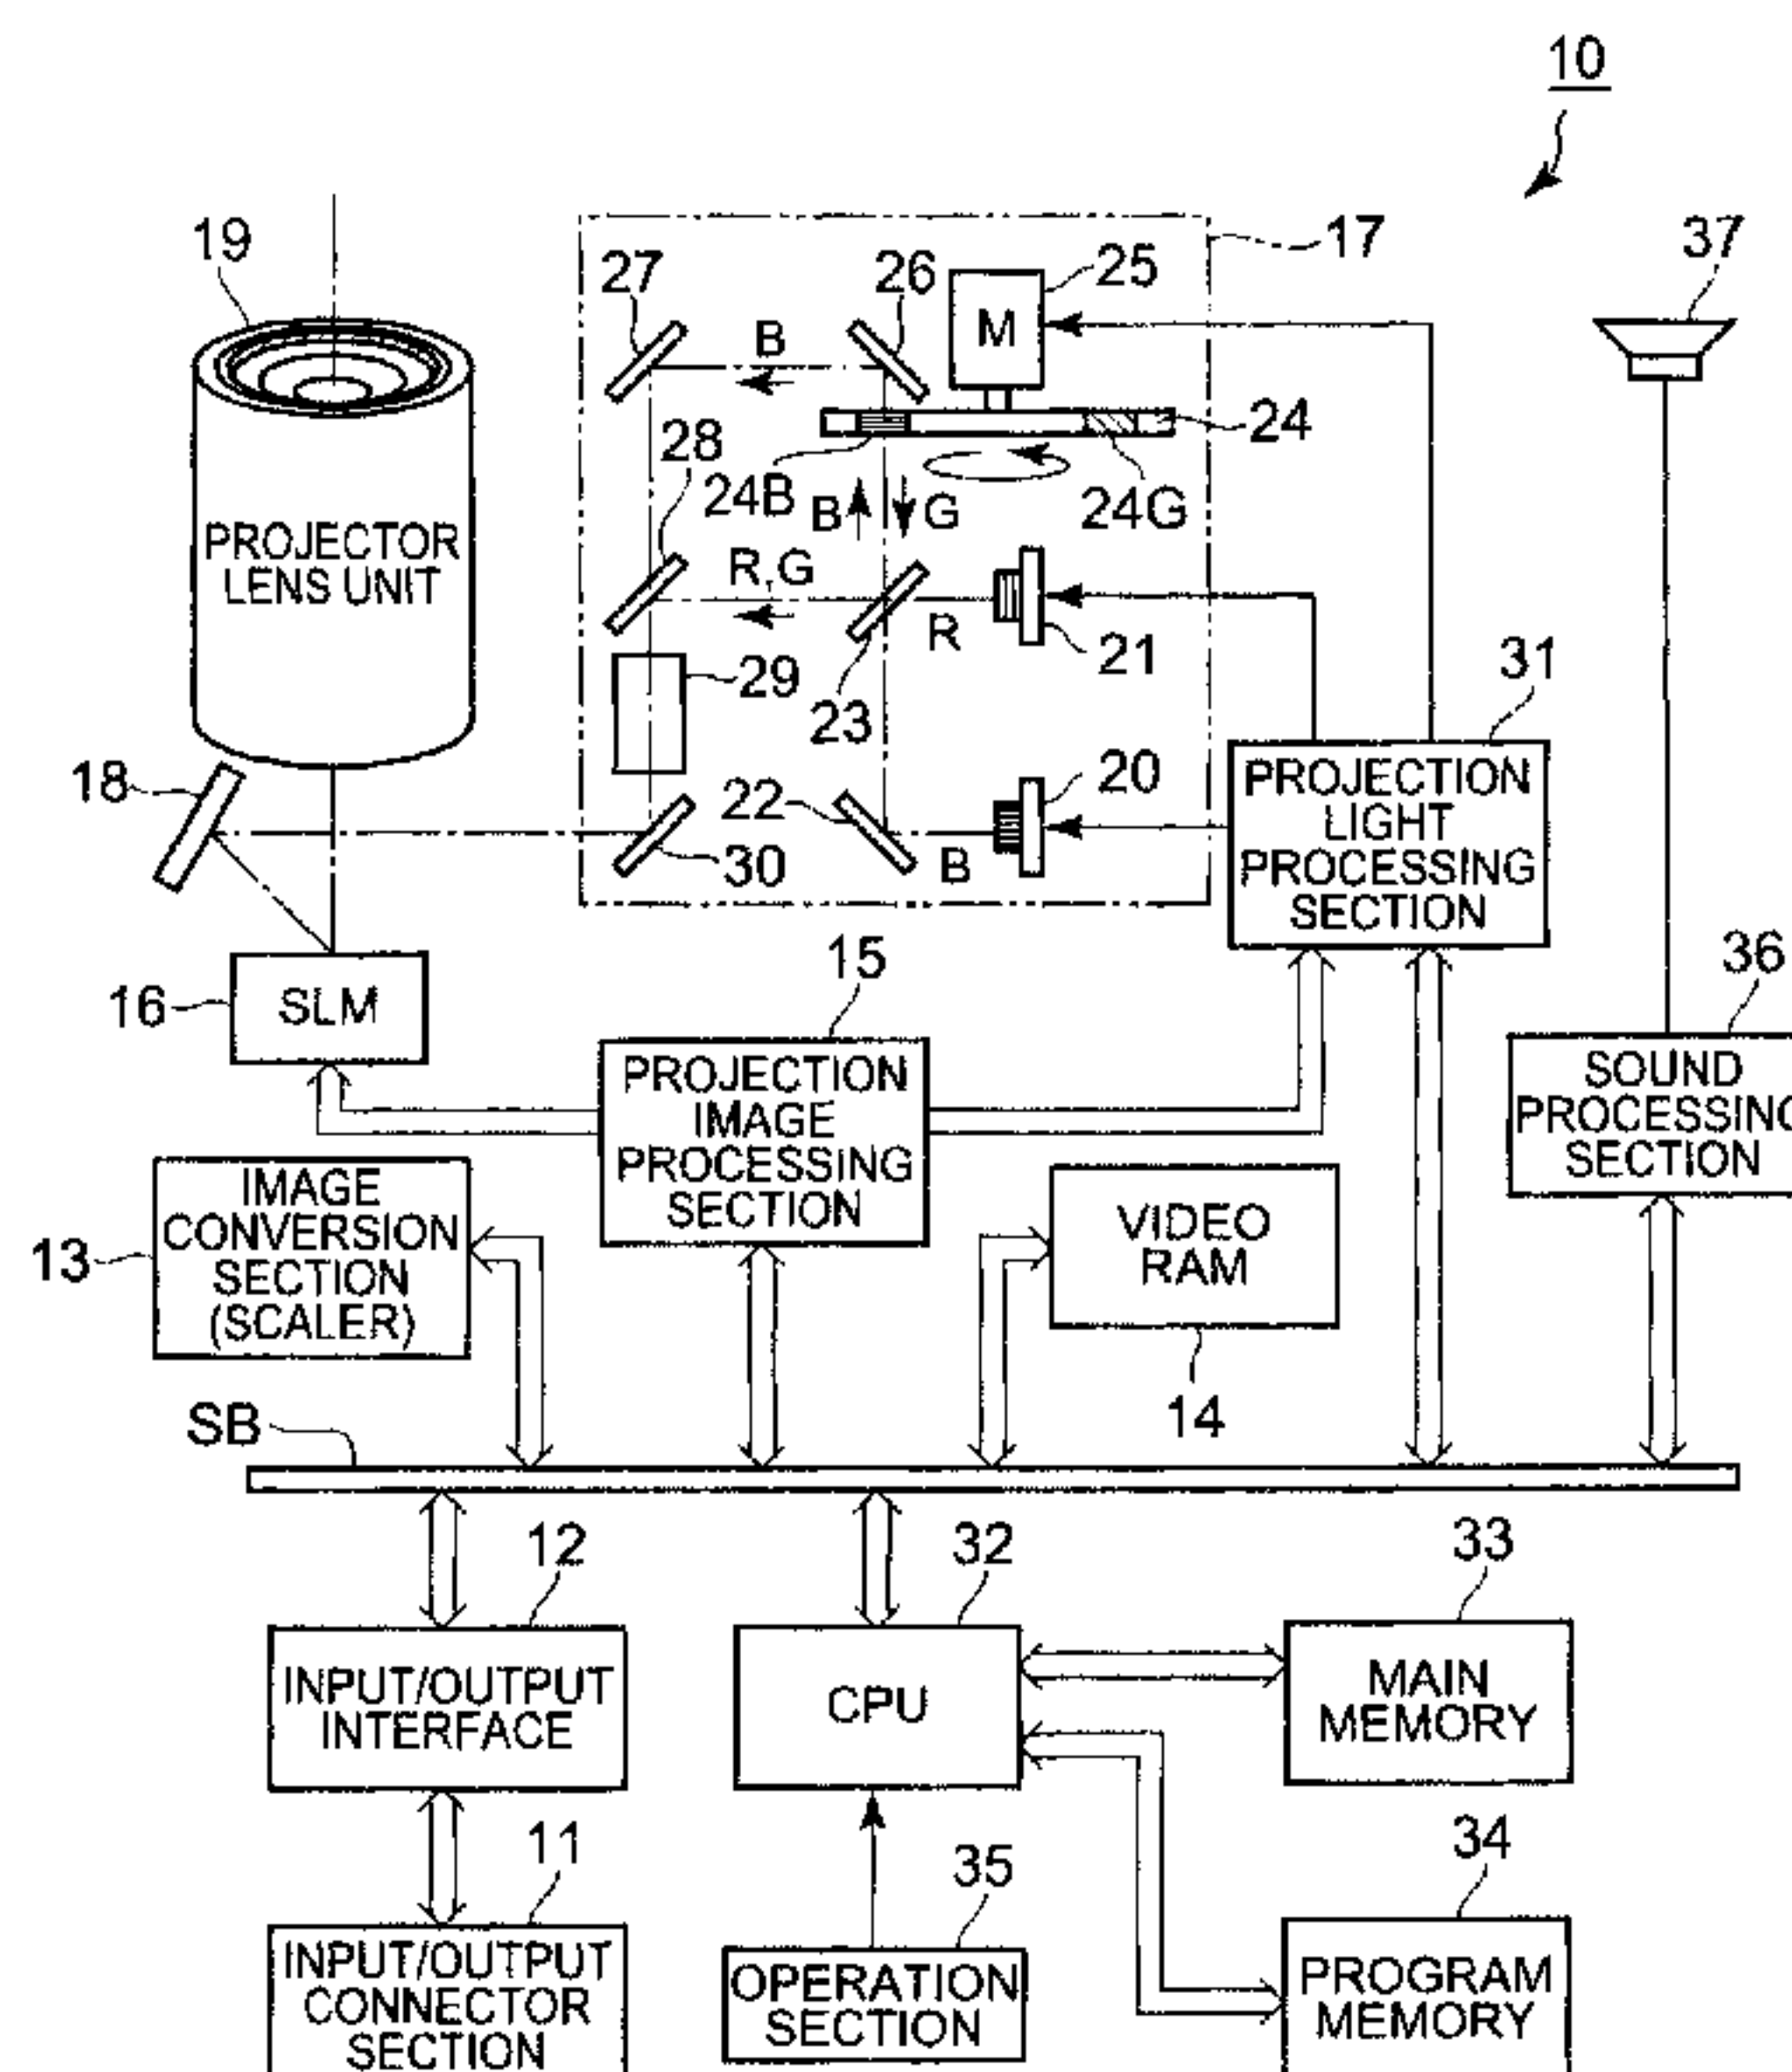 10
19
27
26
25
17
37
B
M
28
24
24B
B
G
24G
PROJECTOR
LENS UNIT
R,G
R
21
29
23
31
18
22
20
30
B
PROJECTION
LIGHT
PROCESSING
SECTION
15
36
16
SLM
PROJECTION
IMAGE
PROCESSING
SECTION
SOUND
PROCESSING
SECTION
IMAGE
CONVERSION
SECTION
(SCALER)
13
VIDEO
RAM
14
SB
12
32
33
INPUT/OUTPUT
INTERFACE
CPU
MAIN
MEMORY
11
35
34
INPUT/OUTPUT
CONNECTOR
SECTION
OPERATION
SECTION
PROGRAM
MEMORY